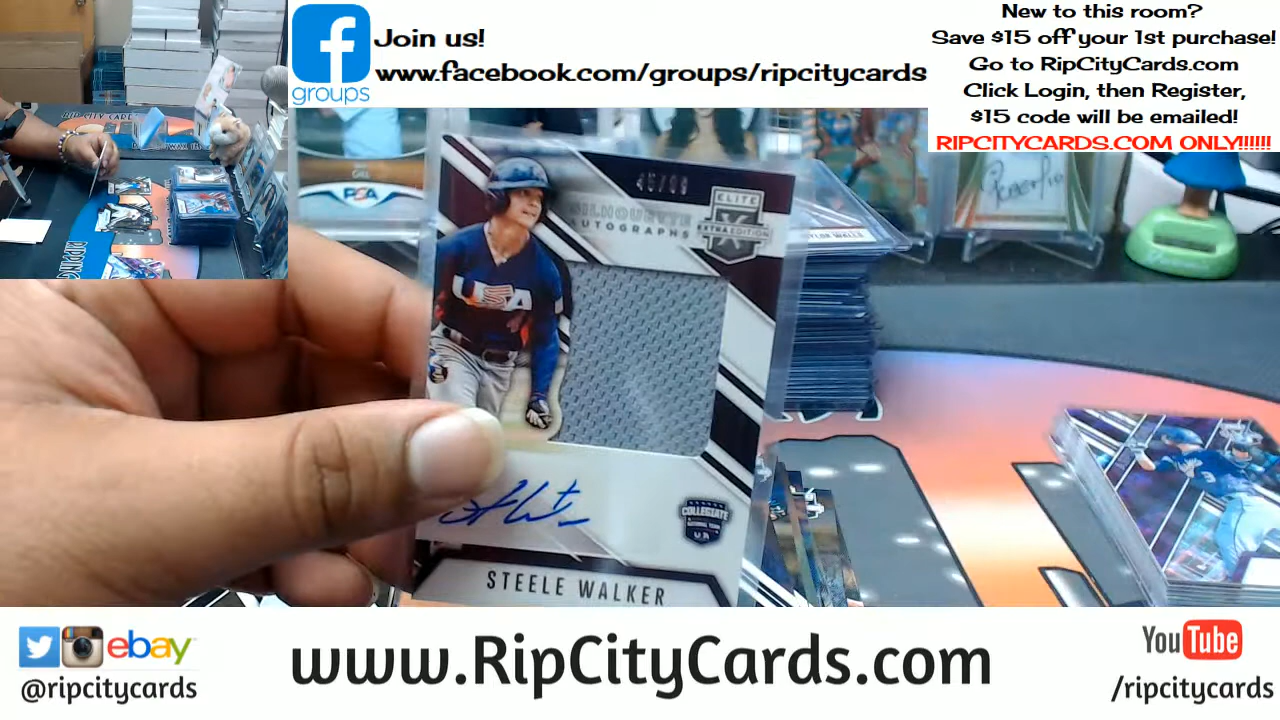 Join us!
www.facebook.com/groups/ripcitycards
groups
New to this room?
Save $15 off your 1st purchase!
Go to RipCityCards.com
Click Login, then Register,
$15 code will be emailed!
RIPCITYCARDS.COM ONLY!!!!!!
PSA
ELITE
EXTRA EDITION
SILHOUETTE
AUTOGRAPHS
USA
COLLEGIATE
NATIONAL TEAM
STEELE WALKER
ebay
@ripcitycards
www.RipCityCards.com
YouTube
/ripcitycards